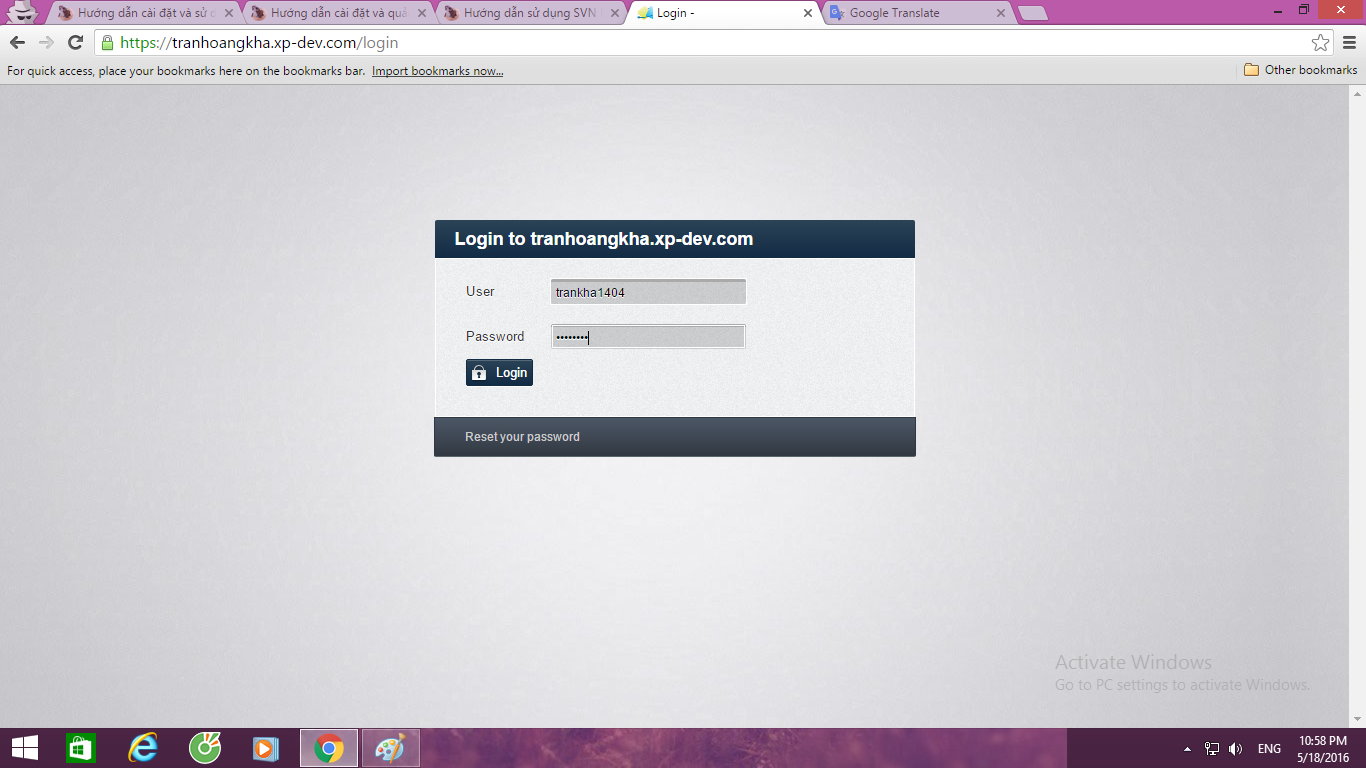 Hướng dẫn cài đặt và sử d
Hướng dẫn cài đặt và quả
Hướng dẫn sử dụng SVN
Login -
Google Translate
https://tranhoangkha.xp-dev.com/login
For quick access, place your bookmarks here on the bookmarks bar. Import bookmarks now...
Other bookmarks
Login to tranhoangkha.xp-dev.com
User
trankha1404
Password
••••••••
Login
Reset your password
Activate Windows
Go to PC settings to activate Windows.
ENG
10:58 PM
5/18/2016